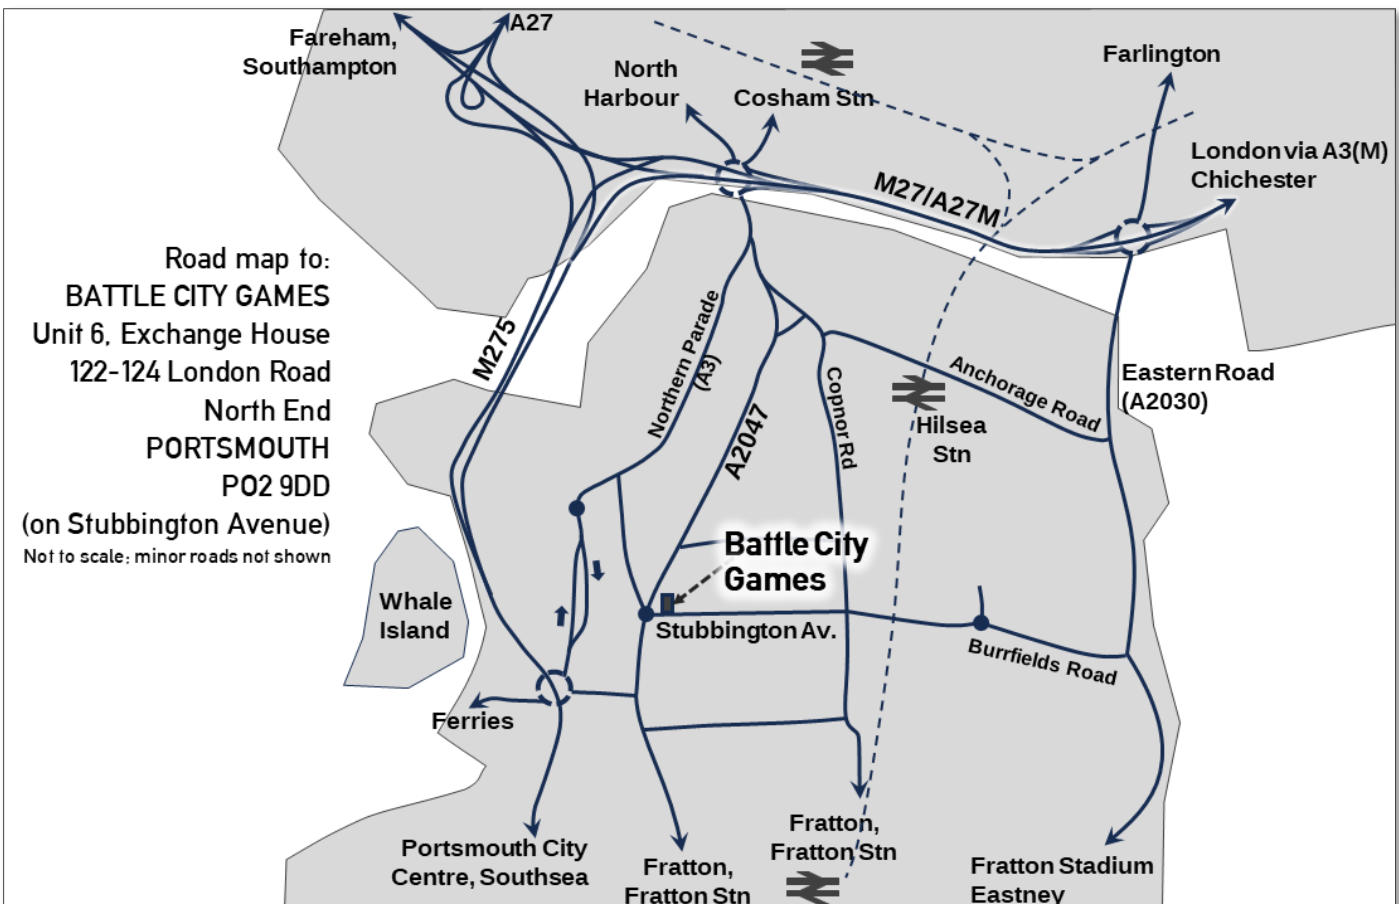 Fareham,
Southampton
A27
North
Harbour
Cosham Stn
Farlington
London via A3(M)
Chichester
M27/A27M
Road map to:
BATTLE CITY GAMES
Unit 6, Exchange House
122-124 London Road
North End
PORTSMOUTH
PO2 9DD
(on Stubbington Avenue)
Not to scale; minor roads not shown
M275
Northern Parade
(A3)
A2047
Copnor Rd
Anchorage Road
Hilsea
Stn
Eastern Road
(A2030)
Battle City
Games
Whale
Island
Stubbington Av.
Burrfields Road
Ferries
Portsmouth City
Centre, Southsea
Fratton,
Fratton Stn
Fratton,
Fratton Stn
Fratton Stadium
Eastney